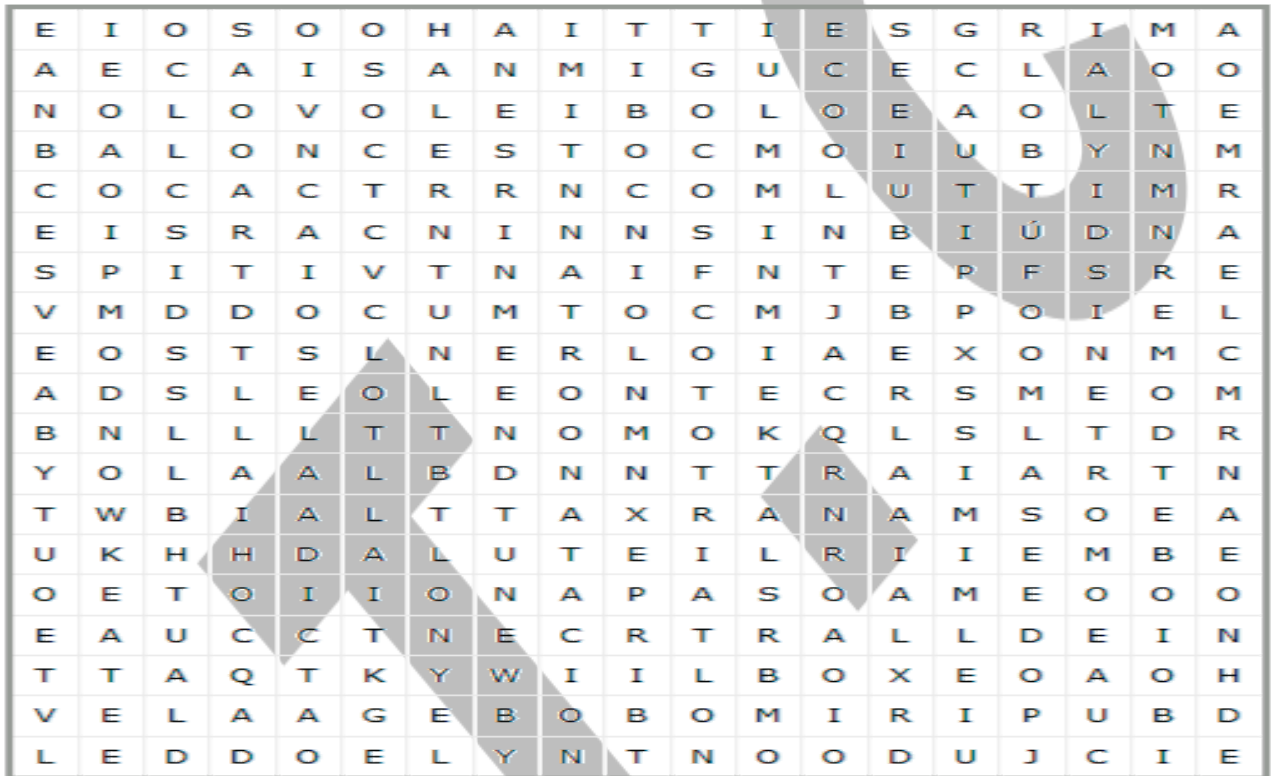 E I O S O O H A I T T I E S G R I M A
A E C A I S A N M I G U C E C L A O O
N O L O V O L E I B O L O E A O L T E
B A L O N C E S T O C M O I U B Y N M
C O C A C T R R N C O M L U T T I M R
E I S R A C N I N N S I N B I Ú D N A
S P I T I V T N A I F N T E P F S R E
V M D D O C U M T O C M J B P O I E L
E O S T S L N E R L O I A E X O N M C
A D S L E O L E O N T E C R S M E O M
B N L L L T T N O M O K Q L S L T D R
Y O L A A L B D N N T T R A I A R T N
T W B I A L T T A X R A N A M S O E A
U K H H D A L U T E I L R I I E M B E
O E T O I I O N A P A S O A M E O O O
E A U C C T N E C R T R A L L D E I N
T T A Q T K Y W I I L B O X E O A O H
V E L A A G E B O B O M I R I P U B D
L E D D O E L Y N T N O O D U J C I E